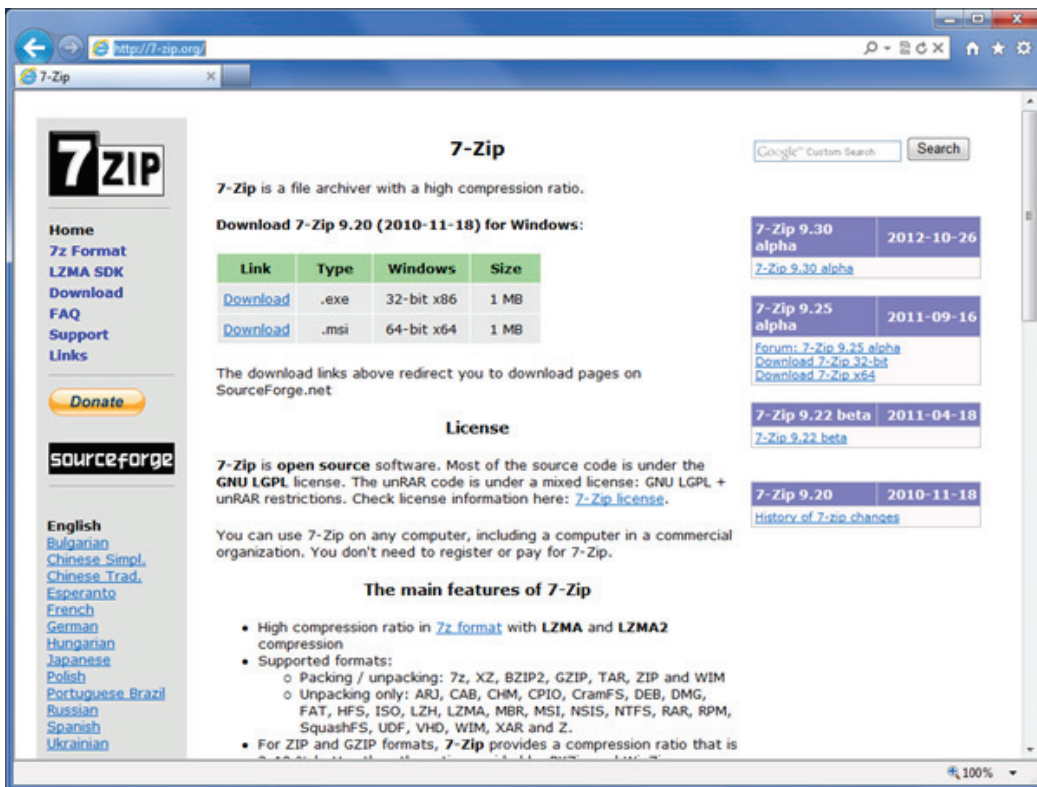 http://7-zip.org/
7-Zip
7ZIP
Home
7z Format
LZMA SDK
Download
FAQ
Support
Links
Donate
sourceforge
English
Bulgarian
Chinese Simpl.
Chinese Trad.
Esperanto
French
German
Hungarian
Japanese
Polish
Portuguese Brazil
Russian
Spanish
Ukrainian
7-Zip
7-Zip is a file archiver with a high compression ratio.
Download 7-Zip 9.20 (2010-11-18) for Windows:
Link Type Windows Size
Download .exe 32-bit x86 1 MB
Download .msi 64-bit x64 1 MB
The download links above redirect you to download pages on
SourceForge.net
License
7-Zip is open source software. Most of the source code is under the
GNU LGPL license. The unRAR code is under a mixed license: GNU LGPL +
unRAR restrictions. Check license information here: 7-Zip license.
You can use 7-Zip on any computer, including a computer in a commercial
organization. You don't need to register or pay for 7-Zip.
The main features of 7-Zip
• High compression ratio in 7z format with LZMA and LZMA2
compression
• Supported formats:
○ Packing / unpacking: 7z, XZ, BZIP2, GZIP, TAR, ZIP and WIM
○ Unpacking only: ARJ, CAB, CHM, CPIO, CramFS, DEB, DMG,
FAT, HFS, ISO, LZH, LZMA, MBR, MSI, NSIS, NTFS, RAR, RPM,
SquashFS, UDF, VHD, WIM, XAR and Z.
• For ZIP and GZIP formats, 7-Zip provides a compression ratio that is
Google™ Custom Search Search
7-Zip 9.30 alpha 2012-10-26
7-Zip 9.30 alpha
7-Zip 9.25 alpha 2011-09-16
Forum: 7-Zip 9.25 alpha
Download 7-Zip 32-bit
Download 7-Zip x64
7-Zip 9.22 beta 2011-04-18
7-Zip 9.22 beta
7-Zip 9.20 2010-11-18
History of 7-zip changes
100%